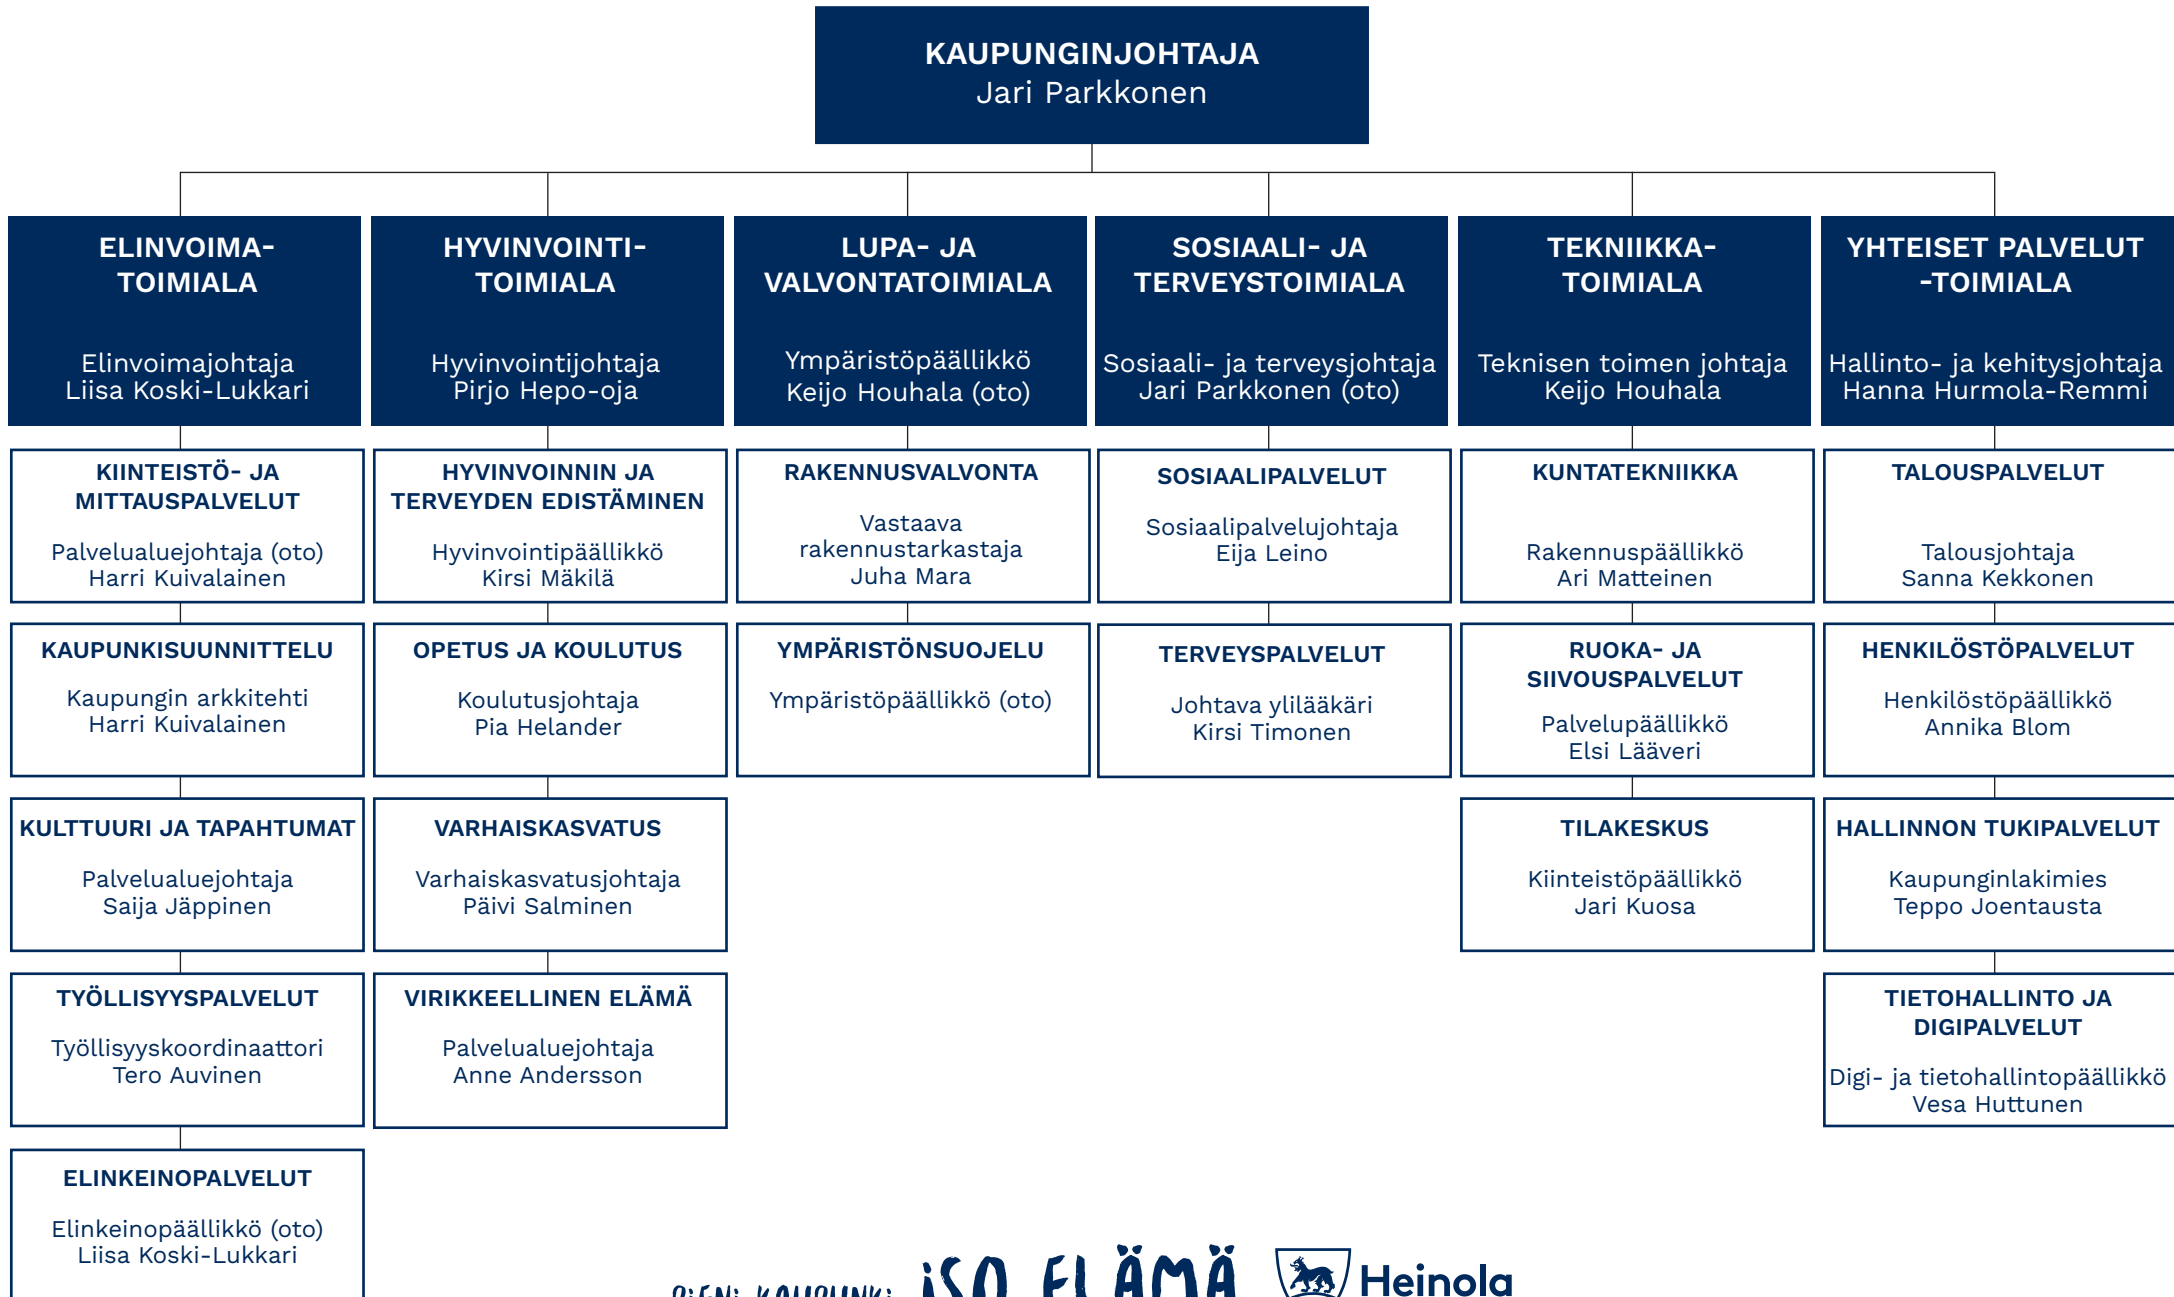 KAUPUNGINJOHTAJA
Jari Parkkonen
ELINVOIMA-
TOIMIALA
Elinvoimajohtaja
Liisa Koski-Lukkari
KIINTEISTÖ- JA
MITTAUSPALVELUT
Palvelualuejohtaja (oto)
Harri Kuivalainen
KAUPUNKISUUNNITTELU
Kaupungin arkkitehti
Harri Kuivalainen
KULTTUURI JA TAPAHTUMAT
Palvelualuejohtaja
Saija Jäppinen
TYÖLLISYYSPALVELUT
Työllisyyskoordinaattori
Tero Auvinen
ELINKEINOPALVELUT
Elinkeinopäällikkö (oto)
Liisa Koski-Lukkari
HYVINVOINTI-
TOIMIALA
Hyvinvointijohtaja
Pirjo Hepo-oja
HYVINVOINNIN JA
TERVEYDEN EDISTÄMINEN
Hyvinvointipäällikkö
Kirsi Mäkilä
OPETUS JA KOULUTUS
Koulutusjohtaja
Pia Helander
VARHAISKASVATUS
Varhaiskasvatusjohtaja
Päivi Salminen
VIRIKKEELLINEN ELÄMÄ
Palvelualuejohtaja
Anne Andersson
LUPA- JA
VALVONTATOIMIALA
Ympäristöpäällikkö
Keijo Houhala (oto)
RAKENNUSVALVONTA
Vastaava
rakennustarkastaja
Juha Mara
YMPÄRISTÖNSUOJELU
Ympäristöpäällikkö (oto)
SOSIAALI- JA
TERVEYSTOIMIALA
Sosiaali- ja terveysjohtaja
Jari Parkkonen (oto)
SOSIAALIPALVELUT
Sosiaalipalvelujohtaja
Eija Leino
TERVEYSPALVELUT
Johtava ylilääkäri
Kirsi Timonen
TEKNIIKKA-
TOIMIALA
Teknisen toimen johtaja
Keijo Houhala
KUNTATEKNIIKKA
Rakennuspäällikkö
Ari Matteinen
RUOKA- JA
SIIVOUSPALVELUT
Palvelupäällikkö
Elsi Lääveri
TILAKESKUS
Kiinteistöpäällikkö
Jari Kuosa
YHTEISET PALVELUT
-TOIMIALA
Hallinto- ja kehitysjohtaja
Hanna Hurmola-Remmi
TALOUSPALVELUT
Talousjohtaja
Sanna Kekkonen
HENKILÖSTÖPALVELUT
Henkilöstöpäällikkö
Annika Blom
HALLINNON TUKIPALVELUT
Kaupunginlakimies
Teppo Joentausta
TIETOHALLINTO JA
DIGIPALVELUT
Digi- ja tietohallintopäällikkö
Vesa Huttunen
PiENi KAUPUNKi iSO ELÄMÄ
Heinola